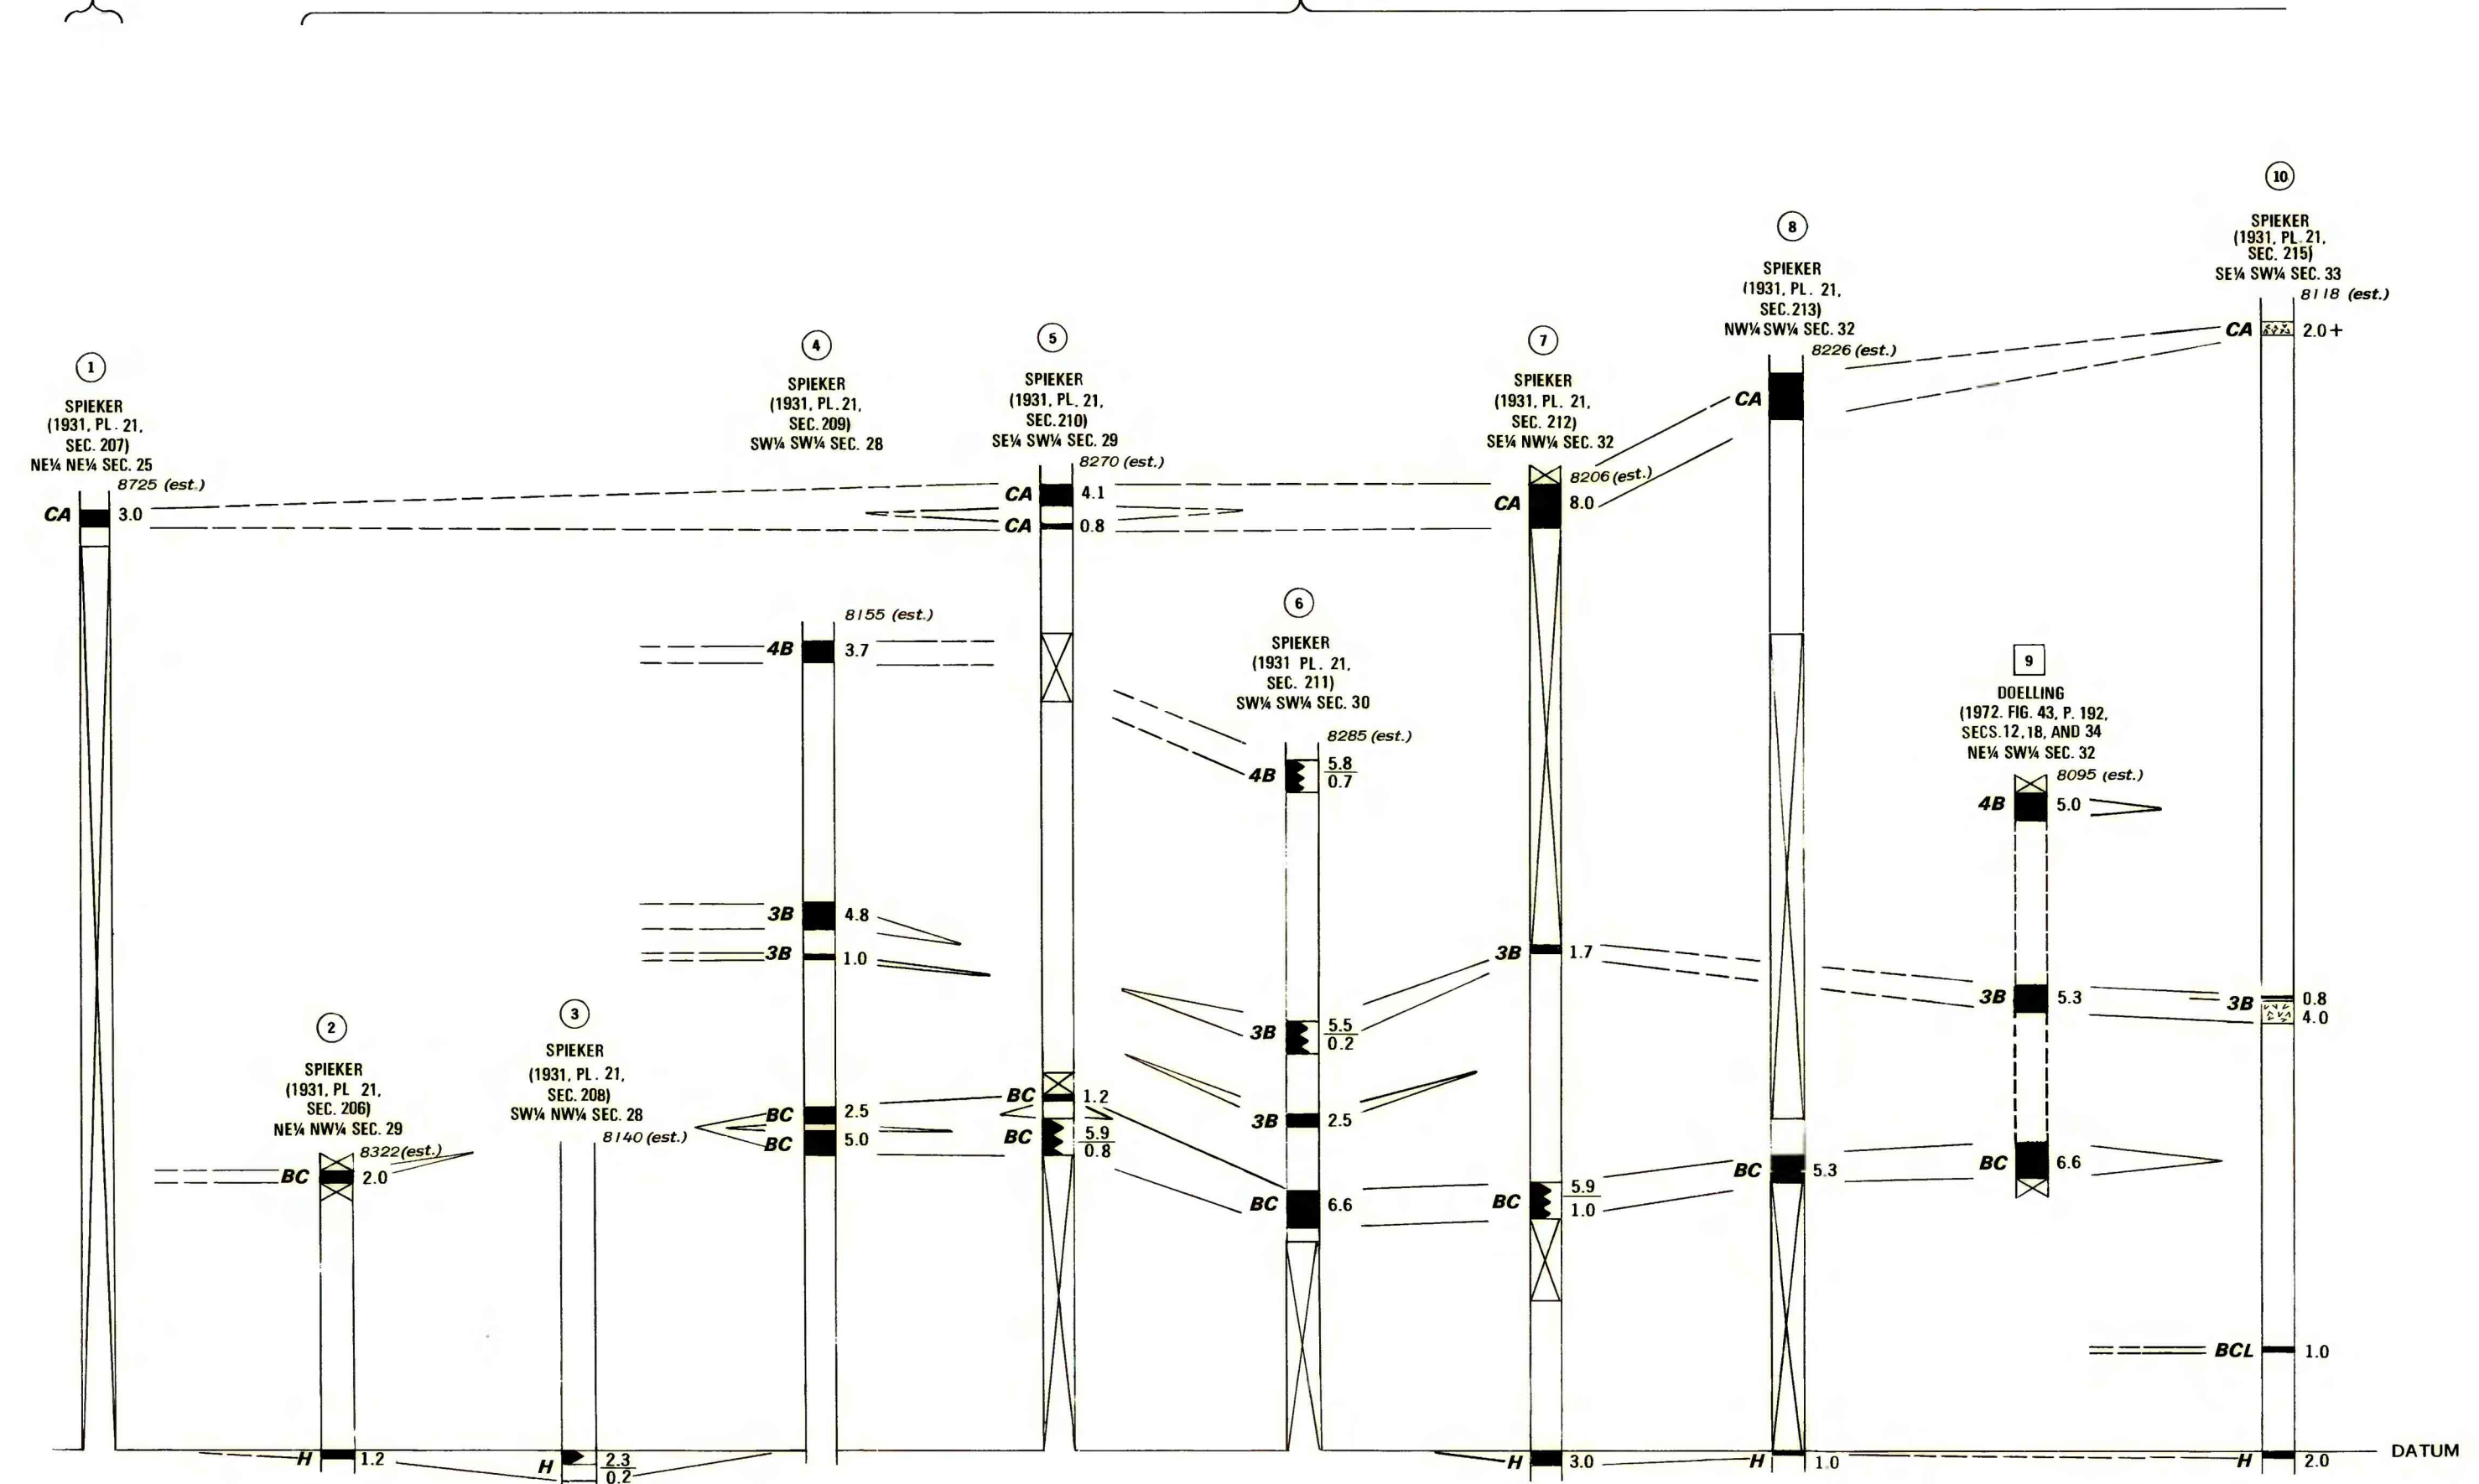 1
SPIEKER
(1931, PL. 21,
SEC. 207)
NE¼ NE¼ SEC. 25
8725 (est.)
CA 3.0
2
SPIEKER
(1931, PL 21,
SEC. 206)
NE¼ NW¼ SEC. 29
8322 (est.)
BC 2.0
H 1.2
3
SPIEKER
(1931, PL. 21,
SEC. 208)
SW¼ NW¼ SEC. 28
8140 (est.)
H 2.3
0.2
4
SPIEKER
(1931, PL. 21,
SEC. 209)
SW¼ SW¼ SEC. 28
8155 (est.)
4B 3.7
3B 4.8
3B 1.0
BC 2.5
BC 5.0
5
SPIEKER
(1931, PL. 21,
SEC. 210)
SE¼ SW¼ SEC. 29
8270 (est.)
CA 4.1
CA 0.8
BC 1.2
BC 5.9
0.8
6
SPIEKER
(1931 PL. 21,
SEC. 211)
SW¼ SW¼ SEC. 30
8285 (est.)
4B 5.8
0.7
3B 5.5
0.2
3B 2.5
BC 6.6
7
SPIEKER
(1931, PL. 21,
SEC. 212)
SE¼ NW¼ SEC. 32
8206 (est.)
CA 8.0
3B 1.7
BC 5.9
1.0
H 3.0
8
SPIEKER
(1931, PL. 21,
SEC. 213)
NW¼ SW¼ SEC. 32
8226 (est.)
CA
BC 5.3
H 1.0
9
DOELLING
(1972. FIG. 43, P. 192,
SECS. 12, 18, AND 34
NE¼ SW¼ SEC. 32
8095 (est.)
4B 5.0
3B 5.3
BC 6.6
10
SPIEKER
(1931, PL. 21,
SEC. 215)
SE¼ SW¼ SEC. 33
8118 (est.)
CA 2.0+
3B 0.8
4.0
BCL 1.0
H 2.0
DATUM